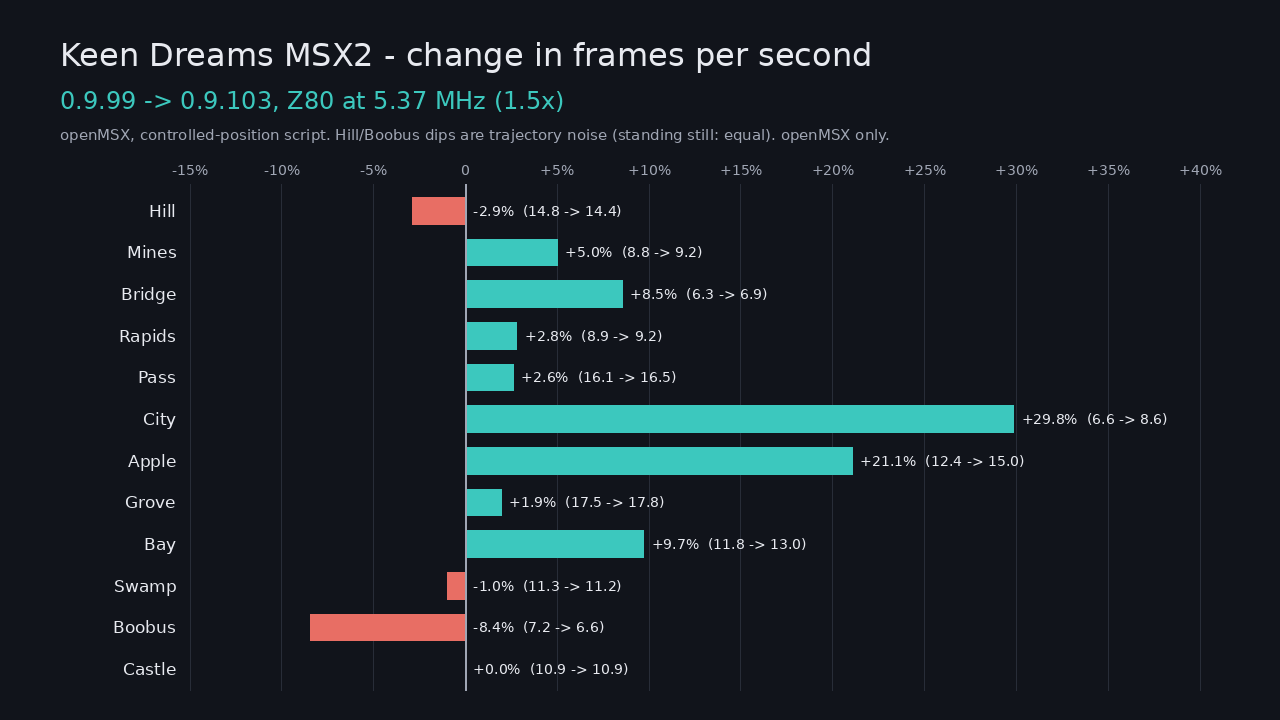 Keen Dreams MSX2 - change in frames per second
0.9.99 -> 0.9.103, Z80 at 5.37 MHz (1.5x)
openMSX, controlled-position script. Hill/Boobus dips are trajectory noise (standing still: equal). openMSX only.
-15% -10% -5% 0 +5% +10% +15% +20% +25% +30% +35% +40%
Hill -2.9% (14.8 -> 14.4)
Mines +5.0% (8.8 -> 9.2)
Bridge +8.5% (6.3 -> 6.9)
Rapids +2.8% (8.9 -> 9.2)
Pass +2.6% (16.1 -> 16.5)
City +29.8% (6.6 -> 8.6)
Apple +21.1% (12.4 -> 15.0)
Grove +1.9% (17.5 -> 17.8)
Bay +9.7% (11.8 -> 13.0)
Swamp -1.0% (11.3 -> 11.2)
Boobus -8.4% (7.2 -> 6.6)
Castle +0.0% (10.9 -> 10.9)